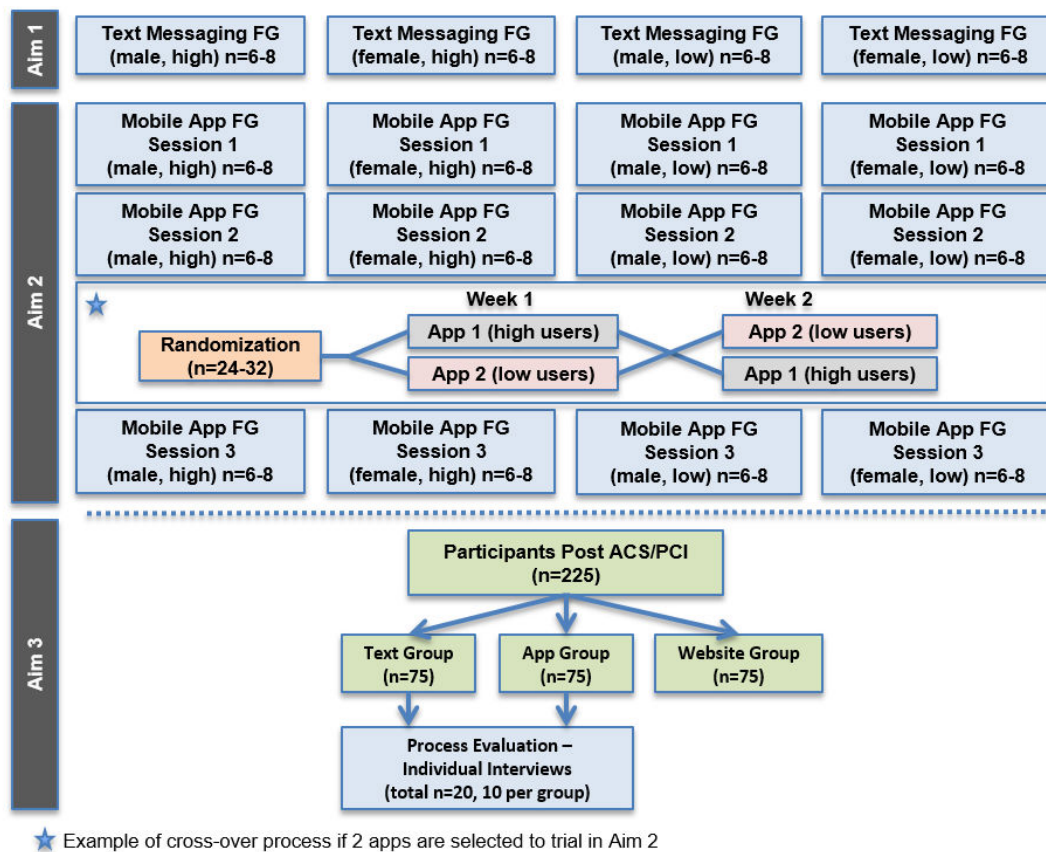 Aim 1
Text Messaging FG
(male, high) n=6-8
Text Messaging FG
(female, high) n=6-8
Text Messaging FG
(male, low) n=6-8
Text Messaging FG
(female, low) n=6-8
Aim 2
Mobile App FG
Session 1
(male, high) n=6-8
Mobile App FG
Session 1
(female, high) n=6-8
Mobile App FG
Session 1
(male, low) n=6-8
Mobile App FG
Session 1
(female, low) n=6-8
Mobile App FG
Session 2
(male, high) n=6-8
Mobile App FG
Session 2
(female, high) n=6-8
Mobile App FG
Session 2
(male, low) n=6-8
Mobile App FG
Session 2
(female, low) n=6-8
Randomization
(n=24-32)
Week 1
App 1 (high users)
App 2 (low users)
Week 2
App 2 (low users)
App 1 (high users)
Mobile App FG
Session 3
(male, high) n=6-8
Mobile App FG
Session 3
(female, high) n=6-8
Mobile App FG
Session 3
(male, low) n=6-8
Mobile App FG
Session 3
(female, low) n=6-8
Aim 3
Participants Post ACS/PCI
(n=225)
Text Group
(n=75)
App Group
(n=75)
Website Group
(n=75)
Process Evaluation –
Individual Interviews
(total n=20, 10 per group)
Example of cross-over process if 2 apps are selected to trial in Aim 2